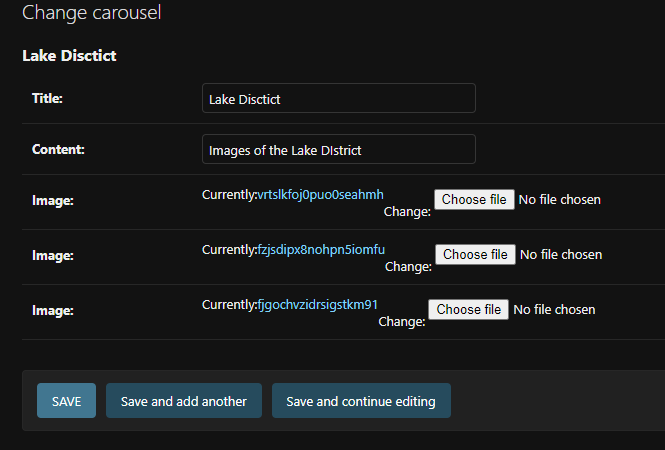 Change carousel
Lake Disctict
Title: Lake Disctict
Content: Images of the Lake DIstrict
Image: Currently:vrtslkfoj0puo0seahmh
Change: Choose file No file chosen
Image: Currently:fzjsdipx8nohpn5iomfu
Change: Choose file No file chosen
Image: Currently:fjgochvzidrsigstkm91
Change: Choose file No file chosen
SAVE Save and add another Save and continue editing